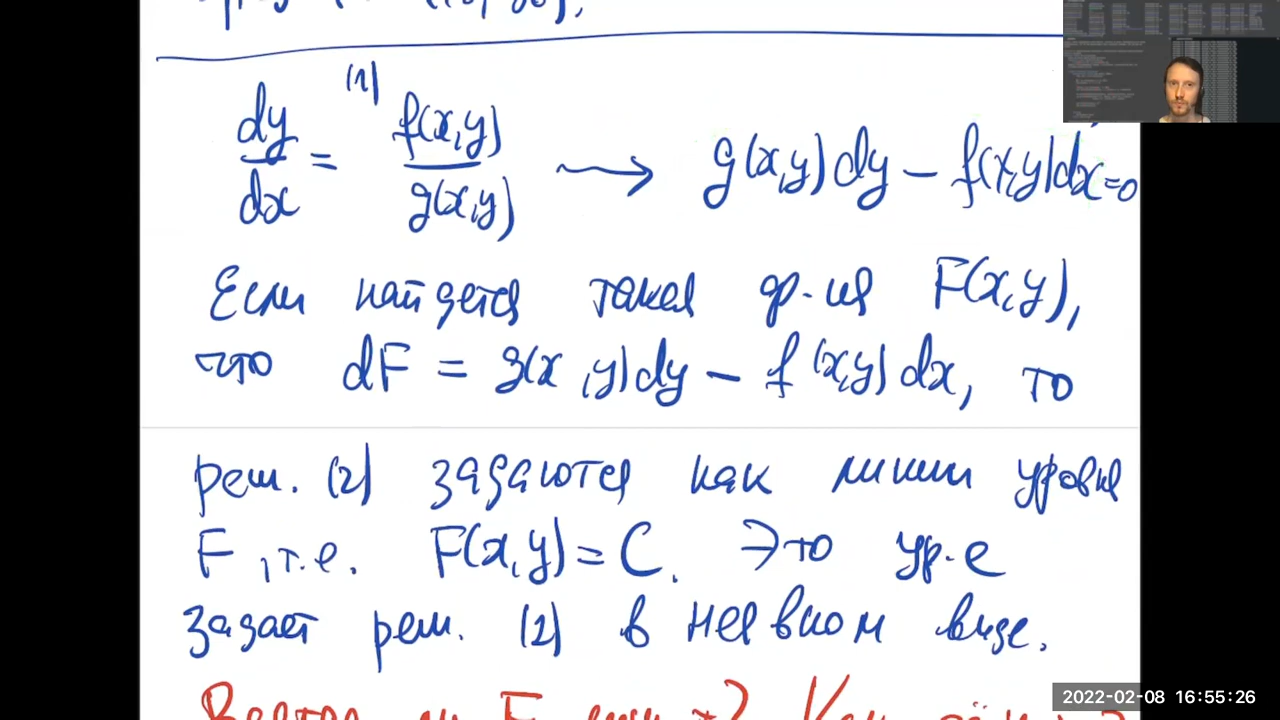 (1)
dy/dx = f(x,y)/g(x,y) ⟿ g(x,y)dy − f(x,y)dx=0
Если найдется такая ф-ия F(x,y),
что dF = g(x,y)dy − f(x,y)dx, то
реш. (2) задаются как линии уровня
F, т.е. F(x,y) = C. Это ур-е
задает реш. (2) в неявном виде.
F
2022-02-08 16:55:26